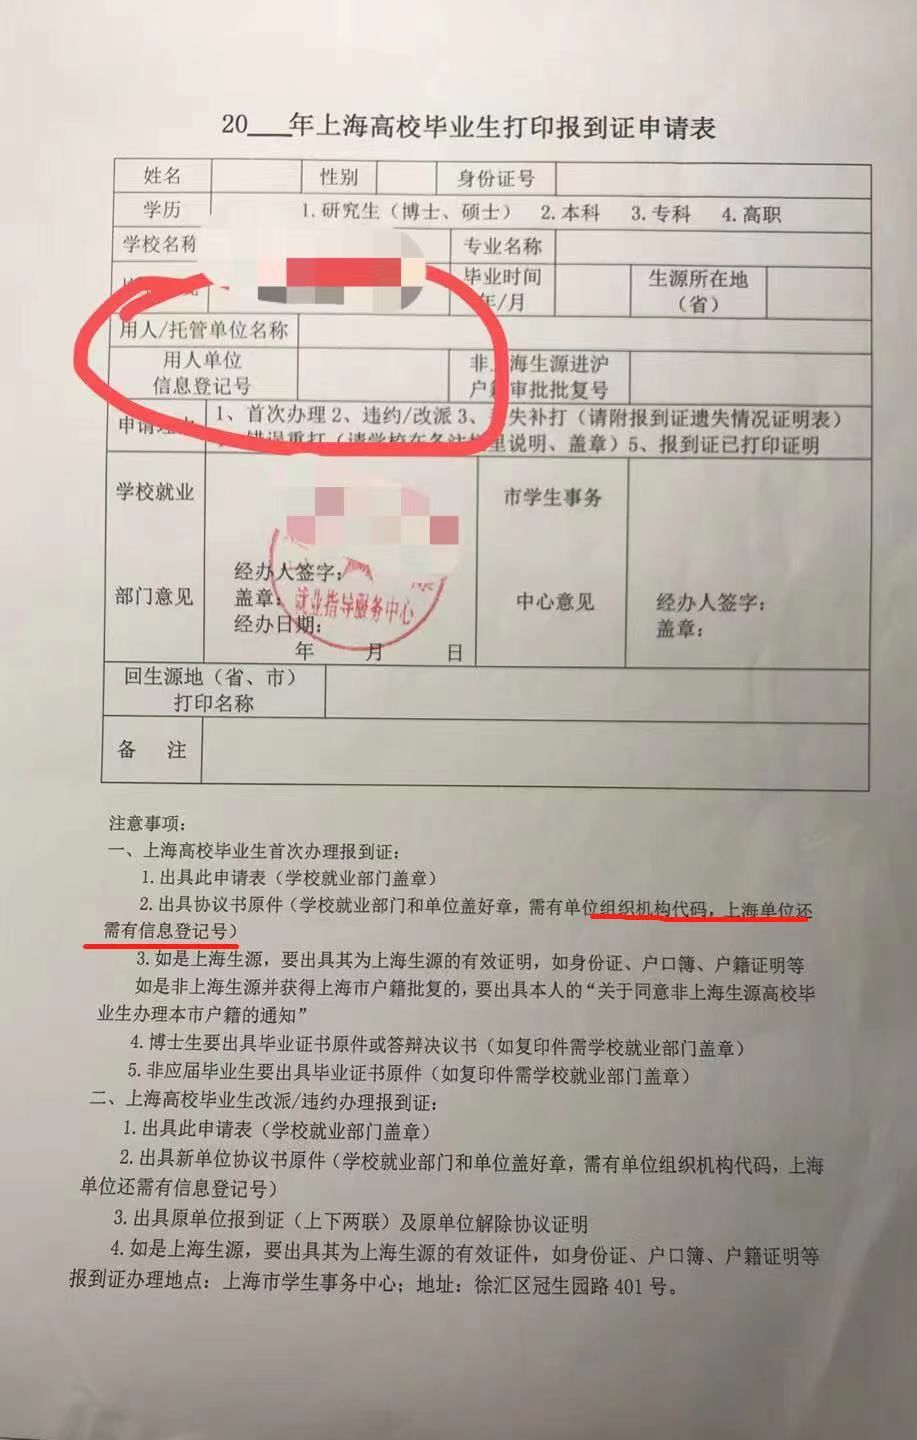 20___年上海高校毕业生打印报到证申请表
姓名 性别 身份证号
学历 1.研究生（博士、硕士） 2.本科 3.专科 4.高职
学校名称 专业名称
毕业时间
年/月 生源所在地
（省）
用人/托管单位名称
用人单位
信息登记号 非上海生源进沪
户籍审批批复号
申请理由 1、首次办理 2、违约/改派 3、失补打（请附报到证遗失情况证明表）
错误重打（请学校在备注栏里说明、盖章）5、报到证已打印证明
学校就业
部门意见
经办人签字：
盖章：
经办日期：
年 月 日
就业指导服务中心
市学生事务
中心意见
经办人签字：
盖章：
回生源地（省、市）
打印名称
备 注
注意事项：
一、上海高校毕业生首次办理报到证：
1.出具此申请表（学校就业部门盖章）
2.出具协议书原件（学校就业部门和单位盖好章，需有单位组织机构代码，上海单位还
需有信息登记号）
3.如是上海生源，要出具其为上海生源的有效证明，如身份证、户口簿、户籍证明等
如是非上海生源并获得上海市户籍批复的，要出具本人的“关于同意非上海生源高校毕
业生办理本市户籍的通知”
4.博士生要出具毕业证书原件或答辩决议书（如复印件需学校就业部门盖章）
5.非应届毕业生要出具毕业证书原件（如复印件需学校就业部门盖章）
二、上海高校毕业生改派/违约办理报到证：
1.出具此申请表（学校就业部门盖章）
2.出具新单位协议书原件（学校就业部门和单位盖好章，需有单位组织机构代码，上海
单位还需有信息登记号）
3.出具原单位报到证（上下两联）及原单位解除协议证明
4.如是上海生源，要出具其为上海生源的有效证件，如身份证、户口簿、户籍证明等
报到证办理地点：上海市学生事务中心；地址：徐汇区冠生园路 401 号。